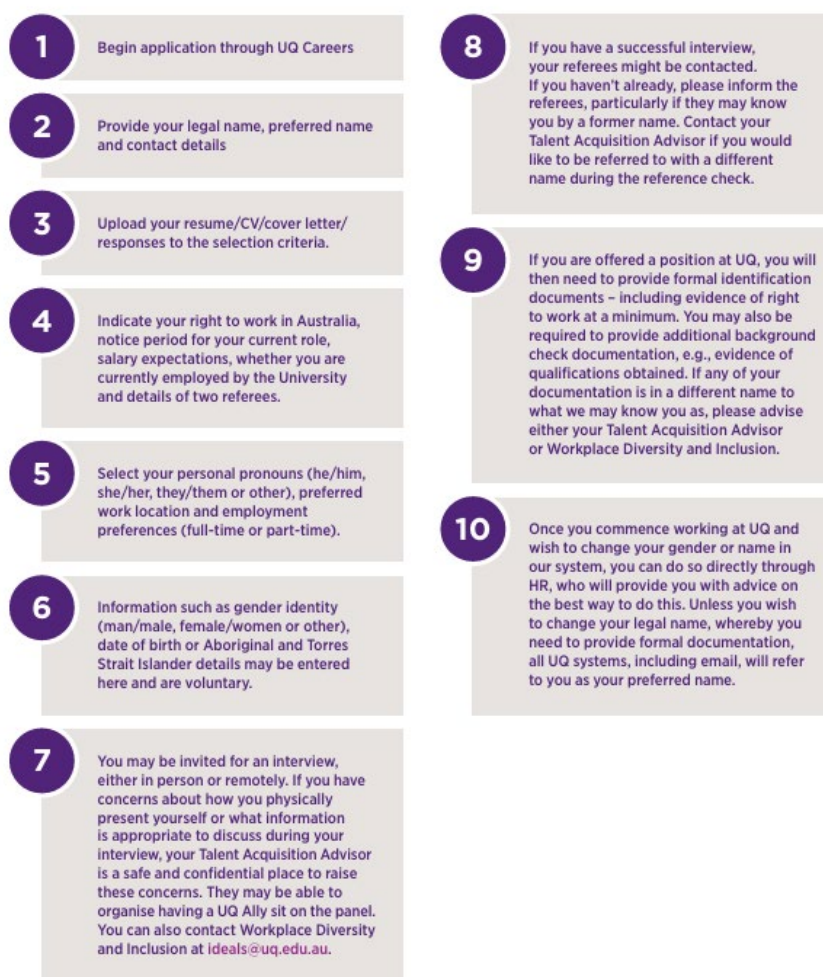 1
Begin application through UQ Careers
2
Provide your legal name, preferred name
and contact details
3
Upload your resume/CV/cover letter/
responses to the selection criteria.
4
Indicate your right to work in Australia,
notice period for your current role,
salary expectations, whether you are
currently employed by the University
and details of two referees.
5
Select your personal pronouns (he/him,
she/her, they/them or other), preferred
work location and employment
preferences (full-time or part-time).
6
Information such as gender identity
(man/male, female/women or other),
date of birth or Aboriginal and Torres
Strait Islander details may be entered
here and are voluntary.
7
You may be invited for an interview,
either in person or remotely. If you have
concerns about how you physically
present yourself or what information
is appropriate to discuss during your
interview, your Talent Acquisition Advisor
is a safe and confidential place to raise
these concerns. They may be able to
organise having a UQ Ally sit on the panel.
You can also contact Workplace Diversity
and Inclusion at ideals@uq.edu.au.
8
If you have a successful interview,
your referees might be contacted.
If you haven't already, please inform the
referees, particularly if they may know
you by a former name. Contact your
Talent Acquisition Advisor if you would
like to be referred to with a different
name during the reference check.
9
If you are offered a position at UQ, you will
then need to provide formal identification
documents – including evidence of right
to work at a minimum. You may also be
required to provide additional background
check documentation, e.g., evidence of
qualifications obtained. If any of your
documentation is in a different name to
what we may know you as, please advise
either your Talent Acquisition Advisor
or Workplace Diversity and Inclusion.
10
Once you commence working at UQ and
wish to change your gender or name in
our system, you can do so directly through
HR, who will provide you with advice on
the best way to do this. Unless you wish
to change your legal name, whereby you
need to provide formal documentation,
all UQ systems, including email, will refer
to you as your preferred name.